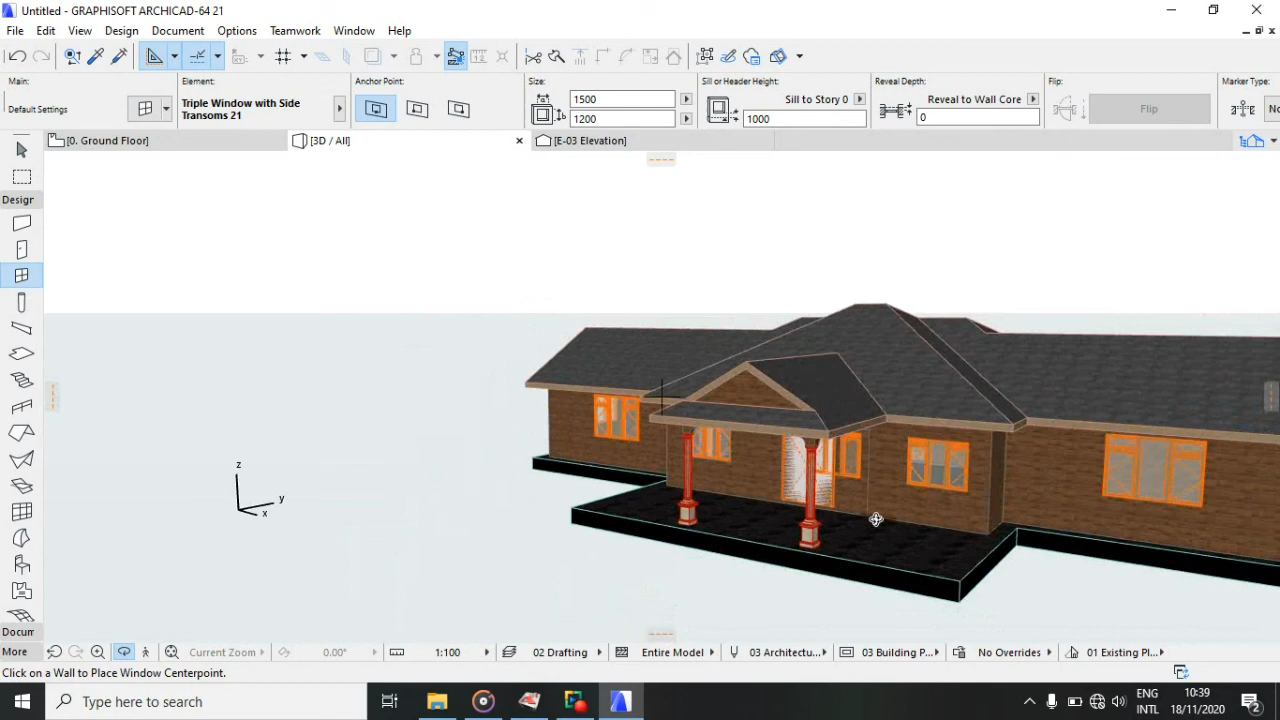 Untitled - GRAPHISOFT ARCHICAD-64 21
File Edit View Design Document Options Teamwork Window Help
Main: Element: Anchor Point: Size: Sill or Header Height: Reveal Depth: Flip: Marker Type:
Default Settings
Triple Window with Side
Transoms 21
1500
1200
Sill to Story 0
1000
Reveal to Wall Core
0
Flip
No
[0. Ground Floor] [3D / All] [E-03 Elevation]
Design
z
y
x
Docum
More Current Zoom 0.00° 1:100 02 Drafting Entire Model 03 Architectu... 03 Building P... No Overrides 01 Existing Pl...
Click on a Wall to Place Window Centerpoint.
Type here to search
ENG
INTL
10:39
18/11/2020
2